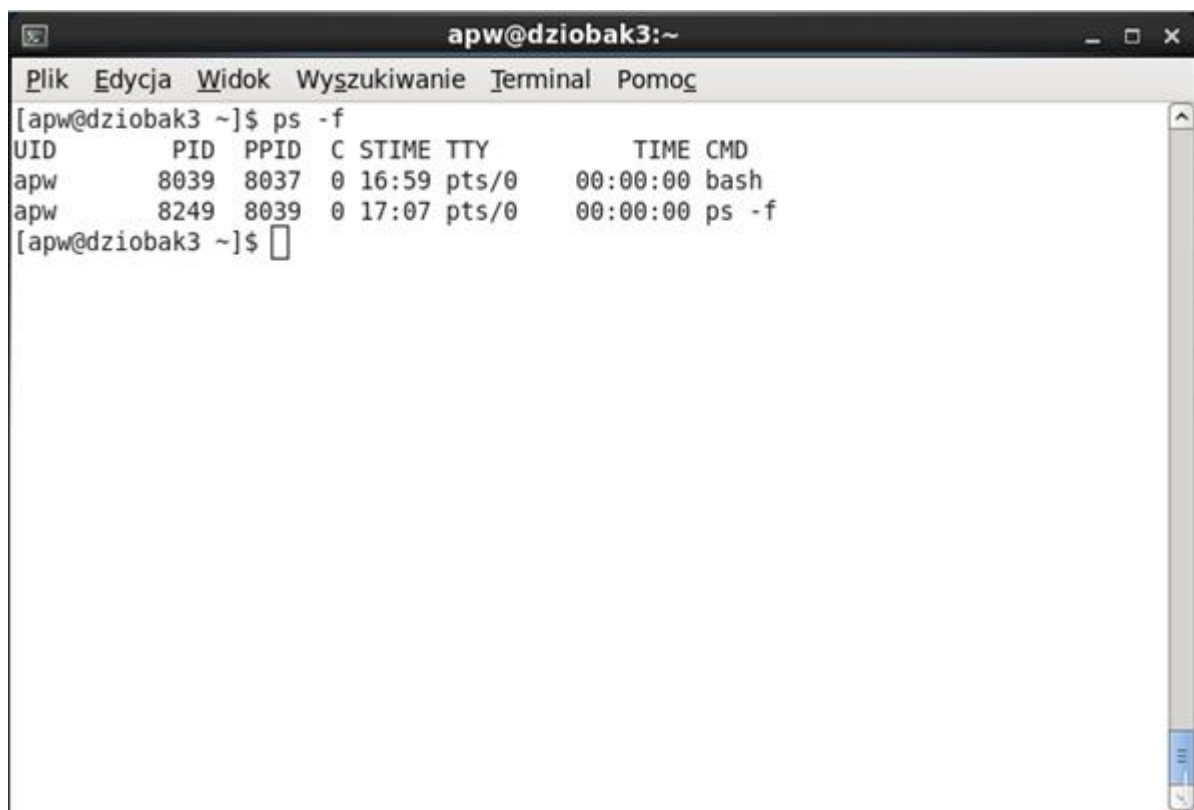 apw@dziobak3:~
Plik Edycja Widok Wyszukiwanie Terminal Pomoc
[apw@dziobak3 ~]$ ps -f
UID        PID  PPID  C STIME TTY          TIME CMD
apw       8039  8037  0 16:59 pts/0    00:00:00 bash
apw       8249  8039  0 17:07 pts/0    00:00:00 ps -f
[apw@dziobak3 ~]$